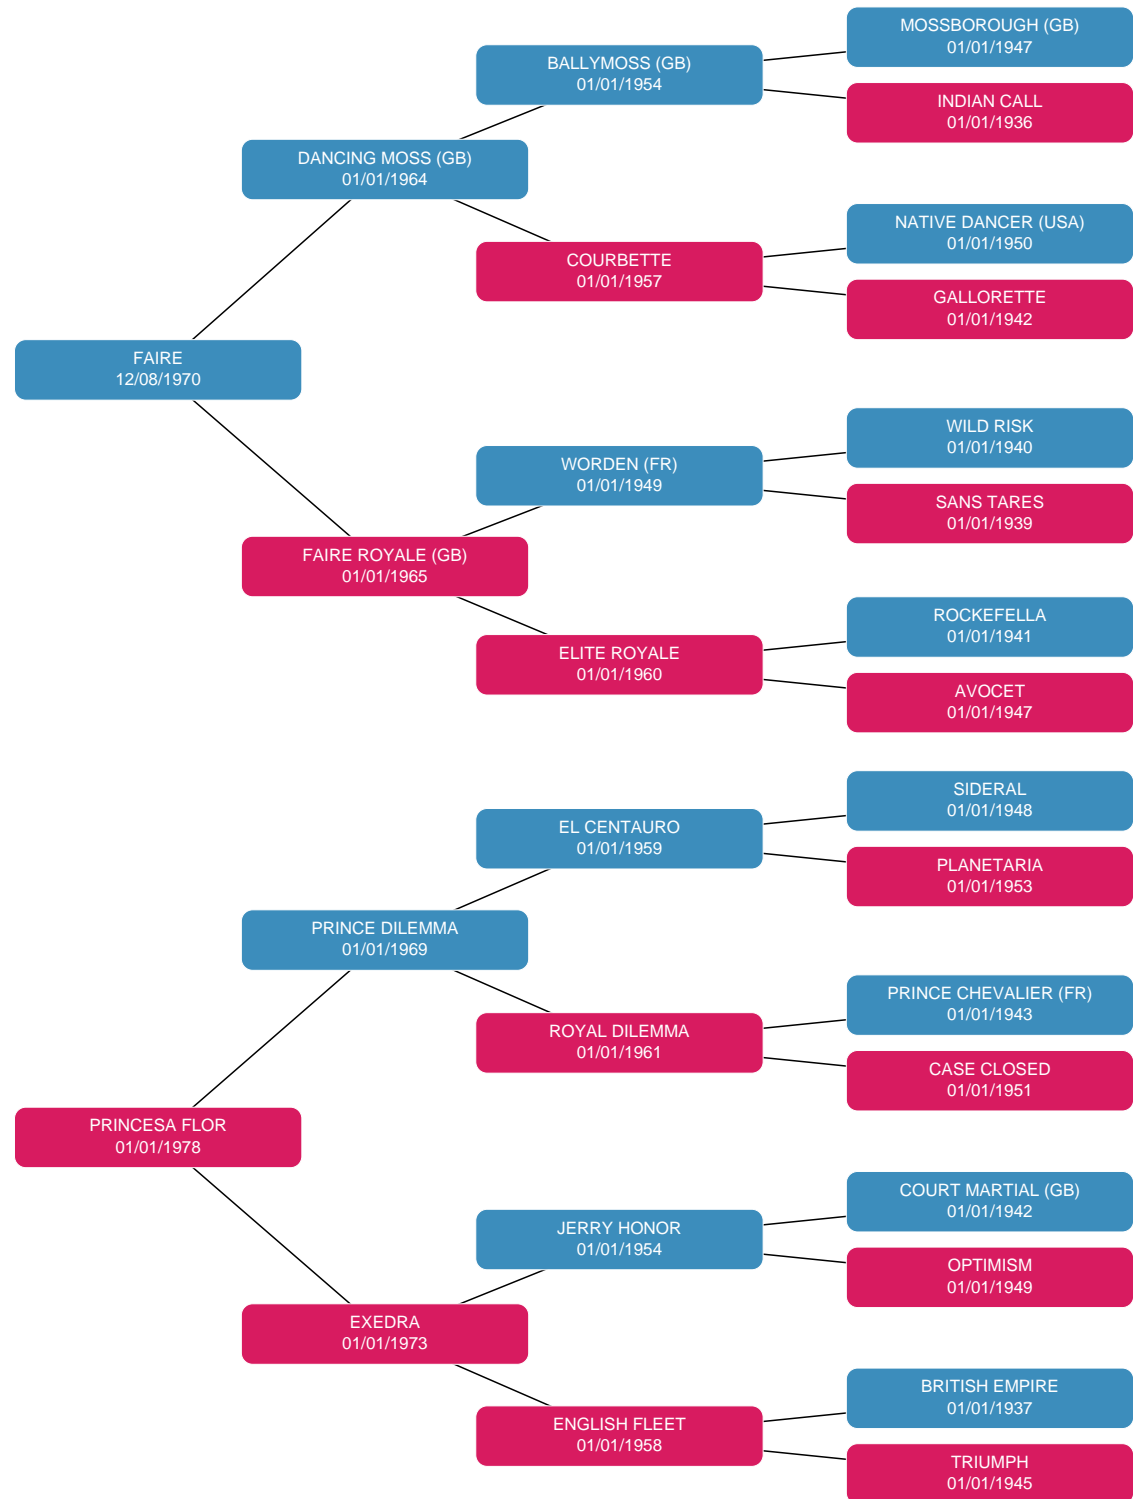 MOSSBOROUGH (GB)
01/01/1947
BALLYMOSS (GB)
01/01/1954
INDIAN CALL
01/01/1936
DANCING MOSS (GB)
01/01/1964
NATIVE DANCER (USA)
01/01/1950
COURBETTE
01/01/1957
GALLORETTE
01/01/1942
FAIRE
12/08/1970
WILD RISK
01/01/1940
WORDEN (FR)
01/01/1949
SANS TARES
01/01/1939
FAIRE ROYALE (GB)
01/01/1965
ROCKEFELLA
01/01/1941
ELITE ROYALE
01/01/1960
AVOCET
01/01/1947
SIDERAL
01/01/1948
EL CENTAURO
01/01/1959
PLANETARIA
01/01/1953
PRINCE DILEMMA
01/01/1969
PRINCE CHEVALIER (FR)
01/01/1943
ROYAL DILEMMA
01/01/1961
CASE CLOSED
01/01/1951
PRINCESA FLOR
01/01/1978
COURT MARTIAL (GB)
01/01/1942
JERRY HONOR
01/01/1954
OPTIMISM
01/01/1949
EXEDRA
01/01/1973
BRITISH EMPIRE
01/01/1937
ENGLISH FLEET
01/01/1958
TRIUMPH
01/01/1945